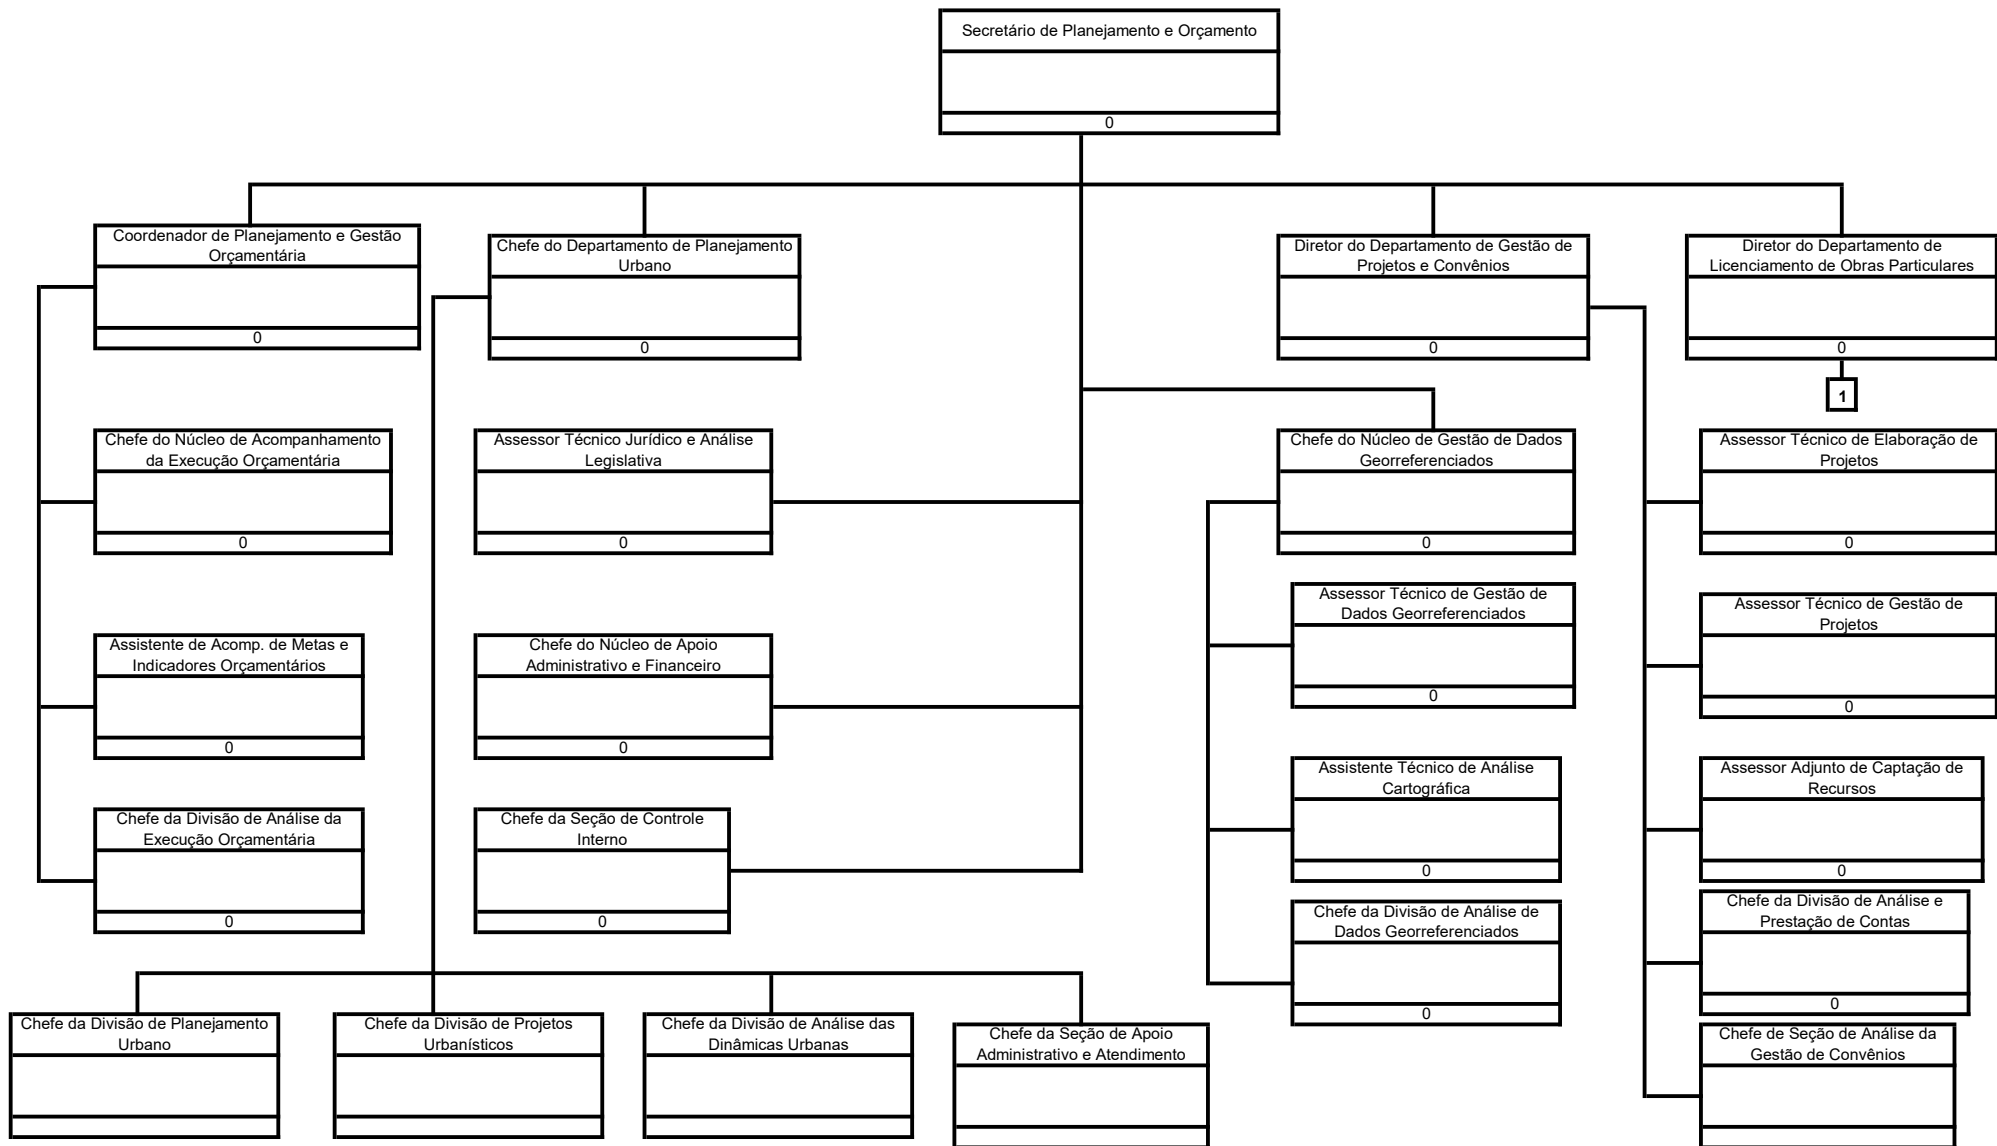 Secretário de Planejamento e Orçamento
0
Coordenador de Planejamento e Gestão
Orçamentária
0
Chefe do Departamento de Planejamento
Urbano
0
Diretor do Departamento de Gestão de
Projetos e Convênios
0
Diretor do Departamento de
Licenciamento de Obras Particulares
0
1
Chefe do Núcleo de Acompanhamento
da Execução Orçamentária
0
Assessor Técnico Jurídico e Análise
Legislativa
0
Chefe do Núcleo de Gestão de Dados
Georreferenciados
0
Assessor Técnico de Elaboração de
Projetos
0
Assessor Técnico de Gestão de
Dados Georreferenciados
0
Assessor Técnico de Gestão de
Projetos
0
Assistente de Acomp. de Metas e
Indicadores Orçamentários
0
Chefe do Núcleo de Apoio
Administrativo e Financeiro
0
Assistente Técnico de Análise
Cartográfica
0
Assessor Adjunto de Captação de
Recursos
0
Chefe da Divisão de Análise da
Execução Orçamentária
0
Chefe da Seção de Controle
Interno
0
Chefe da Divisão de Análise de
Dados Georreferenciados
0
Chefe da Divisão de Análise e
Prestação de Contas
0
Chefe da Divisão de Planejamento
Urbano
Chefe da Divisão de Projetos
Urbanísticos
Chefe da Divisão de Análise das
Dinâmicas Urbanas
Chefe da Seção de Apoio
Administrativo e Atendimento
Chefe de Seção de Análise da
Gestão de Convênios